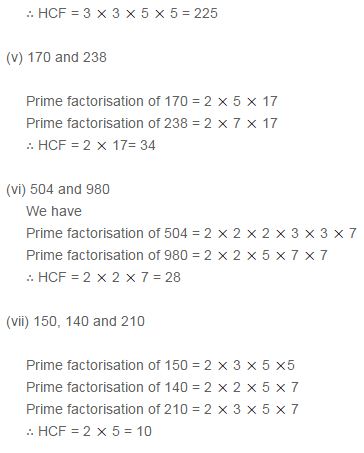 ∴ HCF = 3 × 3 × 5 × 5 = 225
(v) 170 and 238
Prime factorisation of 170 = 2 × 5 × 17
Prime factorisation of 238 = 2 × 7 × 17
∴ HCF = 2 × 17= 34
(vi) 504 and 980
We have
Prime factorisation of 504 = 2 × 2 × 2 × 3 × 3 × 7
Prime factorisation of 980 = 2 × 2 × 5 × 7 × 7
∴ HCF = 2 × 2 × 7 = 28
(vii) 150, 140 and 210
Prime factorisation of 150 = 2 × 3 × 5 ×5
Prime factorisation of 140 = 2 × 2 × 5 × 7
Prime factorisation of 210 = 2 × 3 × 5 × 7
∴ HCF = 2 × 5 = 10